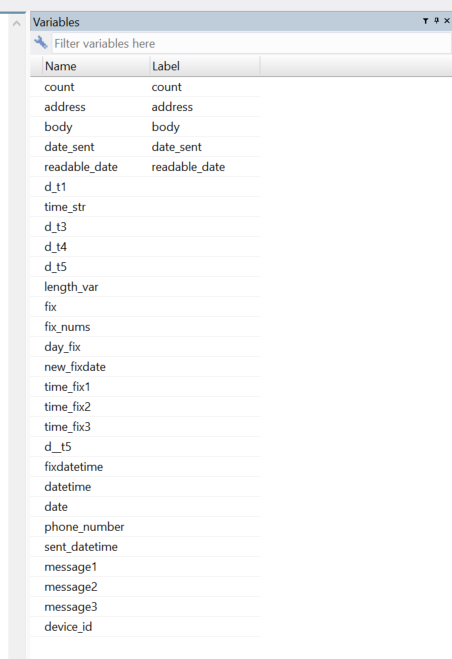 Variables
Filter variables here
Name Label
count count
address address
body body
date_sent date_sent
readable_date readable_date
d_t1
time_str
d_t3
d_t4
d_t5
length_var
fix
fix_nums
day_fix
new_fixdate
time_fix1
time_fix2
time_fix3
d__t5
fixdatetime
datetime
date
phone_number
sent_datetime
message1
message2
message3
device_id